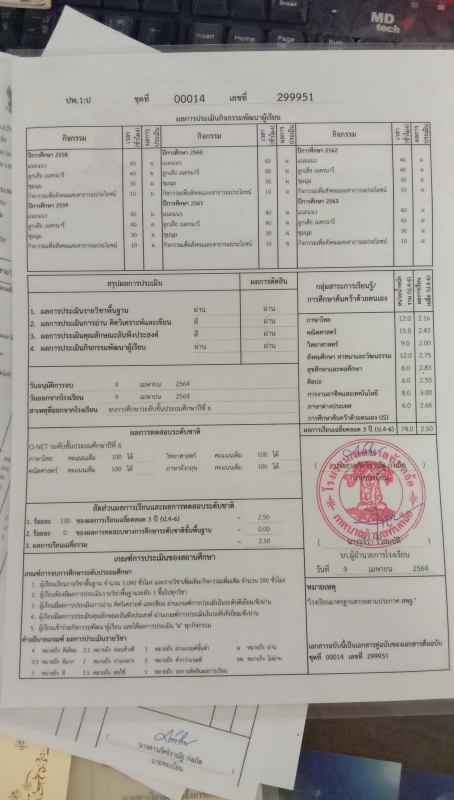 MD
tech
Insert
Home
Page Up
ปพ.1:ป ชุดที่ 00014 เลขที่ 299951
ผลการประเมินกิจกรรมพัฒนาผู้เรียน
กิจกรรม เวลา (ชั่วโมง) ผลการประเมิน กิจกรรม เวลา (ชั่วโมง) ผลการประเมิน กิจกรรม เวลา (ชั่วโมง) ผลการประเมิน
ปีการศึกษา 2558 ปีการศึกษา 2560 ปีการศึกษา 2562
แนะแนว 40 ผ แนะแนว 40 ผ แนะแนว 40 ผ
ลูกเสีย เนตรนารี 40 ผ ลูกเสีย เนตรนารี 40 ผ ลูกเสีย เนตรนารี 40 ผ
ชุมนุม 30 ผ ชุมนุม 30 ผ ชุมนุม 30 ผ
กิจกรรมเพื่อสังคมและสาธารณประโยชน์ 10 ผ กิจกรรมเพื่อสังคมและสาธารณประโยชน์ 10 ผ กิจกรรมเพื่อสังคมและสาธารณประโยชน์ 10 ผ
ปีการศึกษา 2559 ปีการศึกษา 2561 ปีการศึกษา 2563
แนะแนว 40 ผ แนะแนว 40 ผ แนะแนว 40 ผ
ลูกเสีย เนตรนารี 40 ผ ลูกเสีย เนตรนารี 40 ผ ลูกเสีย เนตรนารี 40 ผ
ชุมนุม 30 ผ ชุมนุม 30 ผ ชุมนุม 30 ผ
กิจกรรมเพื่อสังคมและสาธารณประโยชน์ 10 ผ กิจกรรมเพื่อสังคมและสาธารณประโยชน์ 10 ผ กิจกรรมเพื่อสังคมและสาธารณประโยชน์ 10 ผ
สรุปผลการประเมิน ผลการตัดสิน
1. ผลการประเมินรายวิชาพื้นฐาน ผ่าน ผ่าน
2. ผลการประเมินการอ่าน คิดวิเคราะห์และเขียน ดี ผ่าน
3. ผลการประเมินคุณลักษณะอันพึงประสงค์ ดี ผ่าน
4. ผลการประเมินกิจกรรมพัฒนาผู้เรียน ผ่าน ผ่าน
วันอนุมัติการจบ 9 เมษายน 2564
วันออกจากโรงเรียน 9 เมษายน 2564
สาเหตุที่ออกจากโรงเรียน จบการศึกษาระดับชั้นประถมศึกษาปีที่ 6
ผลการทดสอบระดับชาติ
O-NET ระดับชั้นประถมศึกษาปีที่ 6
ภาษาไทย คะแนนเต็ม 100 ได้ วิทยาศาสตร์ คะแนนเต็ม 100 ได้
คณิตศาสตร์ คะแนนเต็ม 100 ได้ ภาษาอังกฤษ คะแนนเต็ม 100 ได้
สัดส่วนผลการเรียนและผลการทดสอบระดับชาติ
1. ร้อยละ 100 ของผลการเรียนเฉลี่ยตลอด 3 ปี (ป.4-6) = 2.50
2. ร้อยละ 0 ของผลการทดสอบทางการศึกษาระดับชาติขั้นพื้นฐาน = 0.00
3. ผลการเรียนเฉลี่ยรวม = 2.50
เกณฑ์การประเมินของสถานศึกษา
เกณฑ์การจบการศึกษาระดับประถมศึกษา
1. ผู้เรียนเรียนรายวิชาพื้นฐาน จำนวน 5,040 ชั่วโมง และรายวิชาเพิ่มเติม/กิจกรรมเพิ่มเติม จำนวน 240 ชั่วโมง
2. ผู้เรียนต้องมีผลการประเมินรายวิชาพื้นฐานระดับ 1 ขึ้นไปทุกวิชา
3. ผู้เรียนมีผลการประเมินการอ่าน คิดวิเคราะห์ และเขียน ผ่านเกณฑ์การประเมินในระดับดีเยี่ยม/ดี/ผ่าน
4. ผู้เรียนมีผลการประเมินคุณลักษณะอันพึงประสงค์ ผ่านเกณฑ์การประเมินในระดับดีเยี่ยม/ดี/ผ่าน
5. ผู้เรียนเข้าร่วมกิจกรรมพัฒนาผู้เรียน และได้ผลการประเมิน "ผ" ทุกกิจกรรม
คำอธิบายเกณฑ์ ผลการประเมินรายวิชา
4 หมายถึง ดีเยี่ยม 2.5 หมายถึง ค่อนข้างดี 1 หมายถึง ผ่านเกณฑ์ขั้นต่ำ ผ หมายถึง ผ่าน
3.5 หมายถึง ดีมาก 2 หมายถึง ปานกลาง 0 หมายถึง ต่ำกว่าเกณฑ์ มผ หมายถึง ไม่ผ่าน
3 หมายถึง ดี 1.5 หมายถึง พอใช้ ร หมายถึง รอการตัดสินผลการเรียน
กลุ่มสาระการเรียนรู้/
การศึกษาค้นคว้าด้วยตนเอง
ภาษาไทย 12.0 2.16
คณิตศาสตร์ 15.0 2.43
วิทยาศาสตร์ 9.0 2.00
สังคมศึกษา ศาสนาและวัฒนธรรม 12.0 2.75
สุขศึกษาและพลศึกษา 6.0 2.83
ศิลปะ 6.0 2.50
การงานอาชีพและเทคโนโลยี 8.0 3.00
ภาษาต่างประเทศ 6.0 2.66
การศึกษาค้นคว้าด้วยตนเอง (IS)
ผลการเรียนเฉลี่ยตลอด 3 ปี (ป.4-6) 74.0 2.50
นายทะเบียน
รก.ผู้อำนวยการโรงเรียน
วันที่ 9 เมษายน 2564
หมายเหตุ
"โรงเรียนมาตรฐานสากลตามประกาศ สพฐ."
เอกสารฉบับนี้เป็นเอกสารคู่ฉบับของเอกสารต้นฉบับ
ชุดที่ 00014 เลขที่ 299951
นายทะเบียน